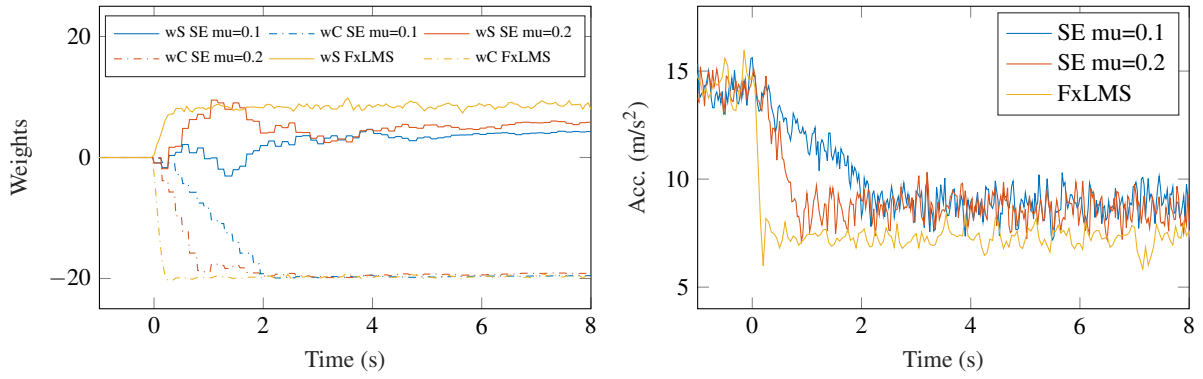 20
0
−20
Weights
wS SE mu=0.1 wC SE mu=0.1 wS SE mu=0.2
wC SE mu=0.2 wS FxLMS wC FxLMS
0 2 4 6 8
Time (s)
15
10
5
Acc. (m/s²)
SE mu=0.1
SE mu=0.2
FxLMS
0 2 4 6 8
Time (s)